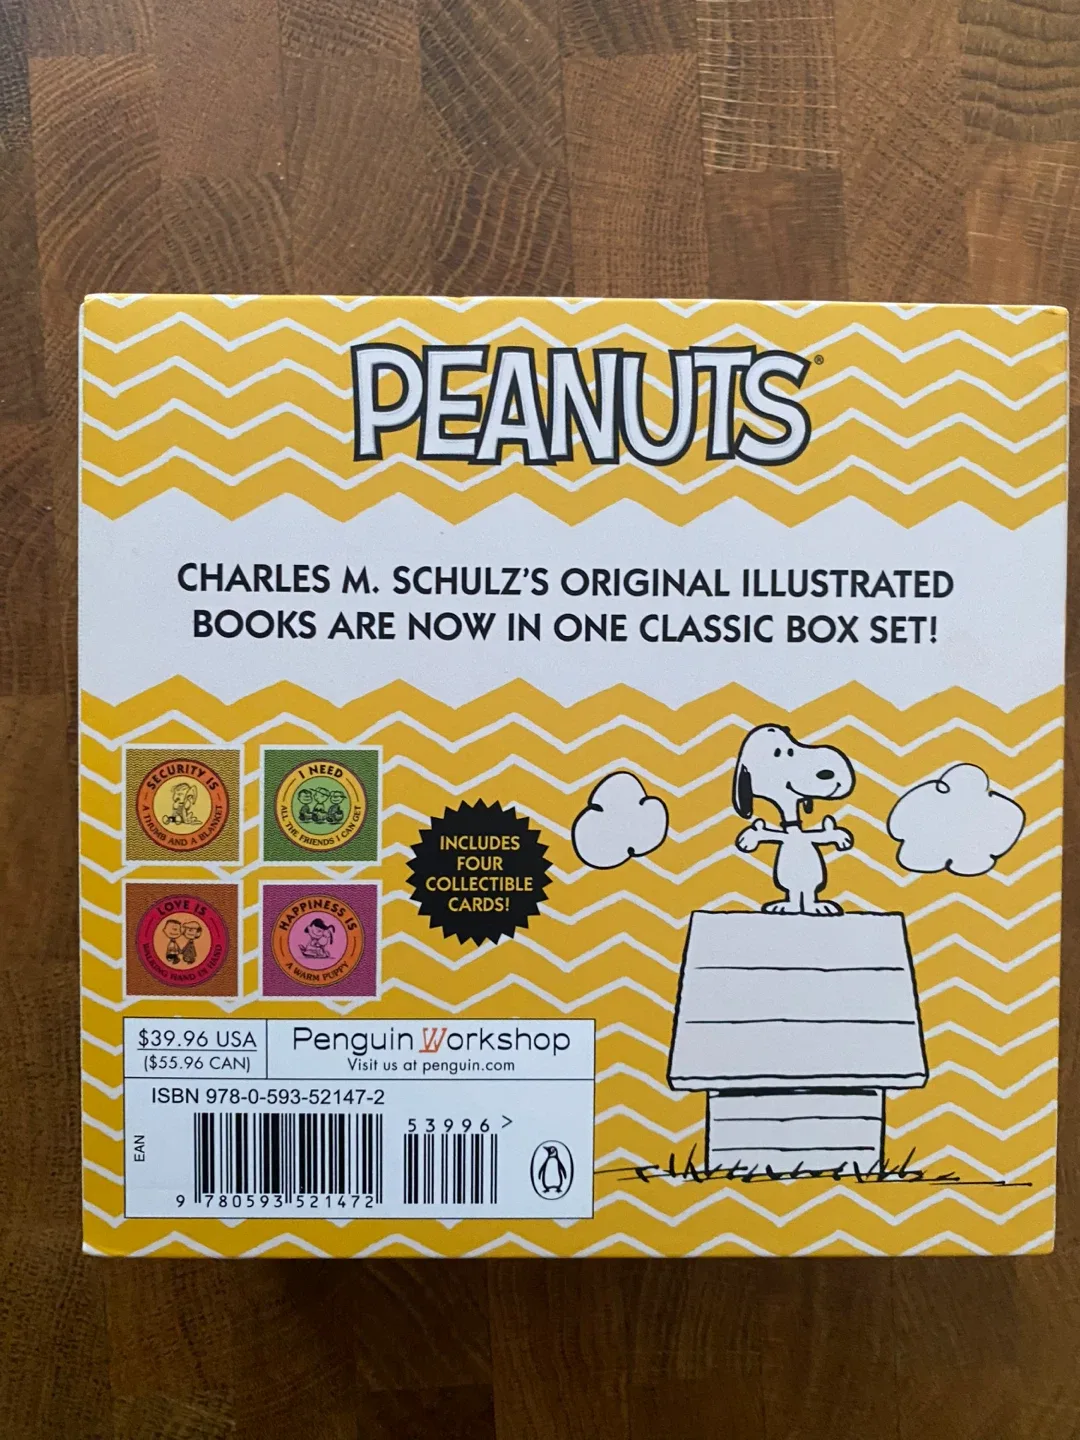 PEANUTS®
CHARLES M. SCHULZ'S ORIGINAL ILLUSTRATED
BOOKS ARE NOW IN ONE CLASSIC BOX SET!
SECURITY IS
A THUMB AND A BLANKET
I NEED
ALL THE FRIENDS I CAN GET
LOVE IS
WALKING HAND IN HAND
HAPPINESS IS
A WARM PUPPY
INCLUDES
FOUR
COLLECTIBLE
CARDS!
$39.96 USA
($55.96 CAN)
Penguin Workshop
Visit us at penguin.com
ISBN 978-0-593-52147-2
EAN
53996>
9 780593 521472